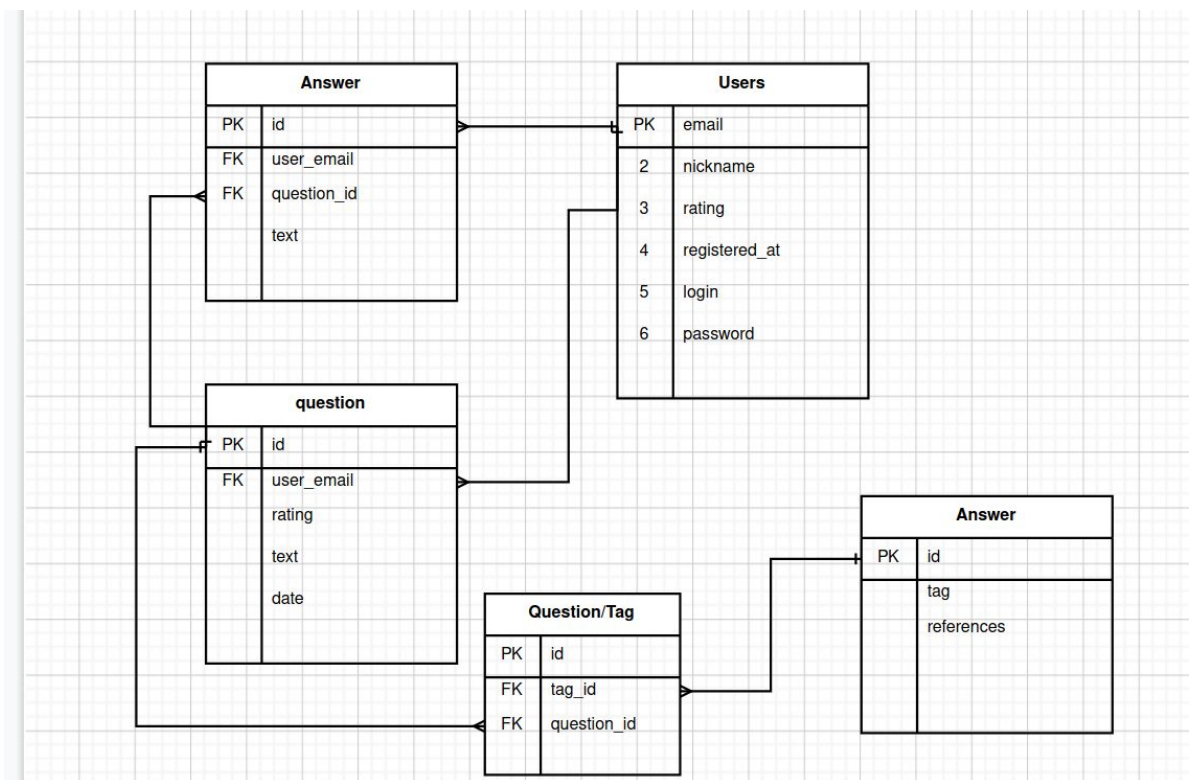 Answer
PK id
FK user_email
FK question_id
text
Users
PK email
2 nickname
3 rating
4 registered_at
5 login
6 password
question
PK id
FK user_email
rating
text
date
Answer
PK id
tag
references
Question/Tag
PK id
FK tag_id
FK question_id